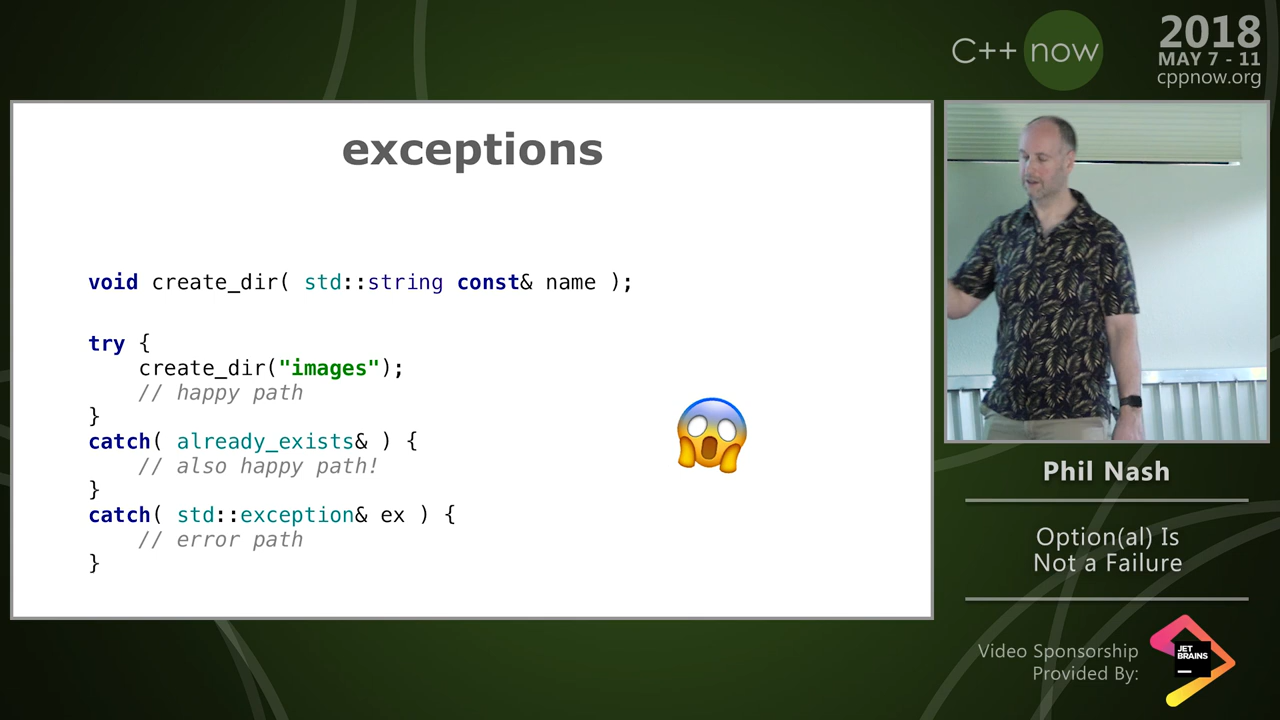 C++ now
2018
MAY 7 - 11
cppnow.org
exceptions
void create_dir( std::string const& name );
try {
    create_dir("images");
    // happy path
}
catch( already_exists& ) {
    // also happy path!
}
catch( std::exception& ex ) {
    // error path
}
Phil Nash
Option(al) Is
Not a Failure
Video Sponsorship
Provided By:
JET
BRAINS